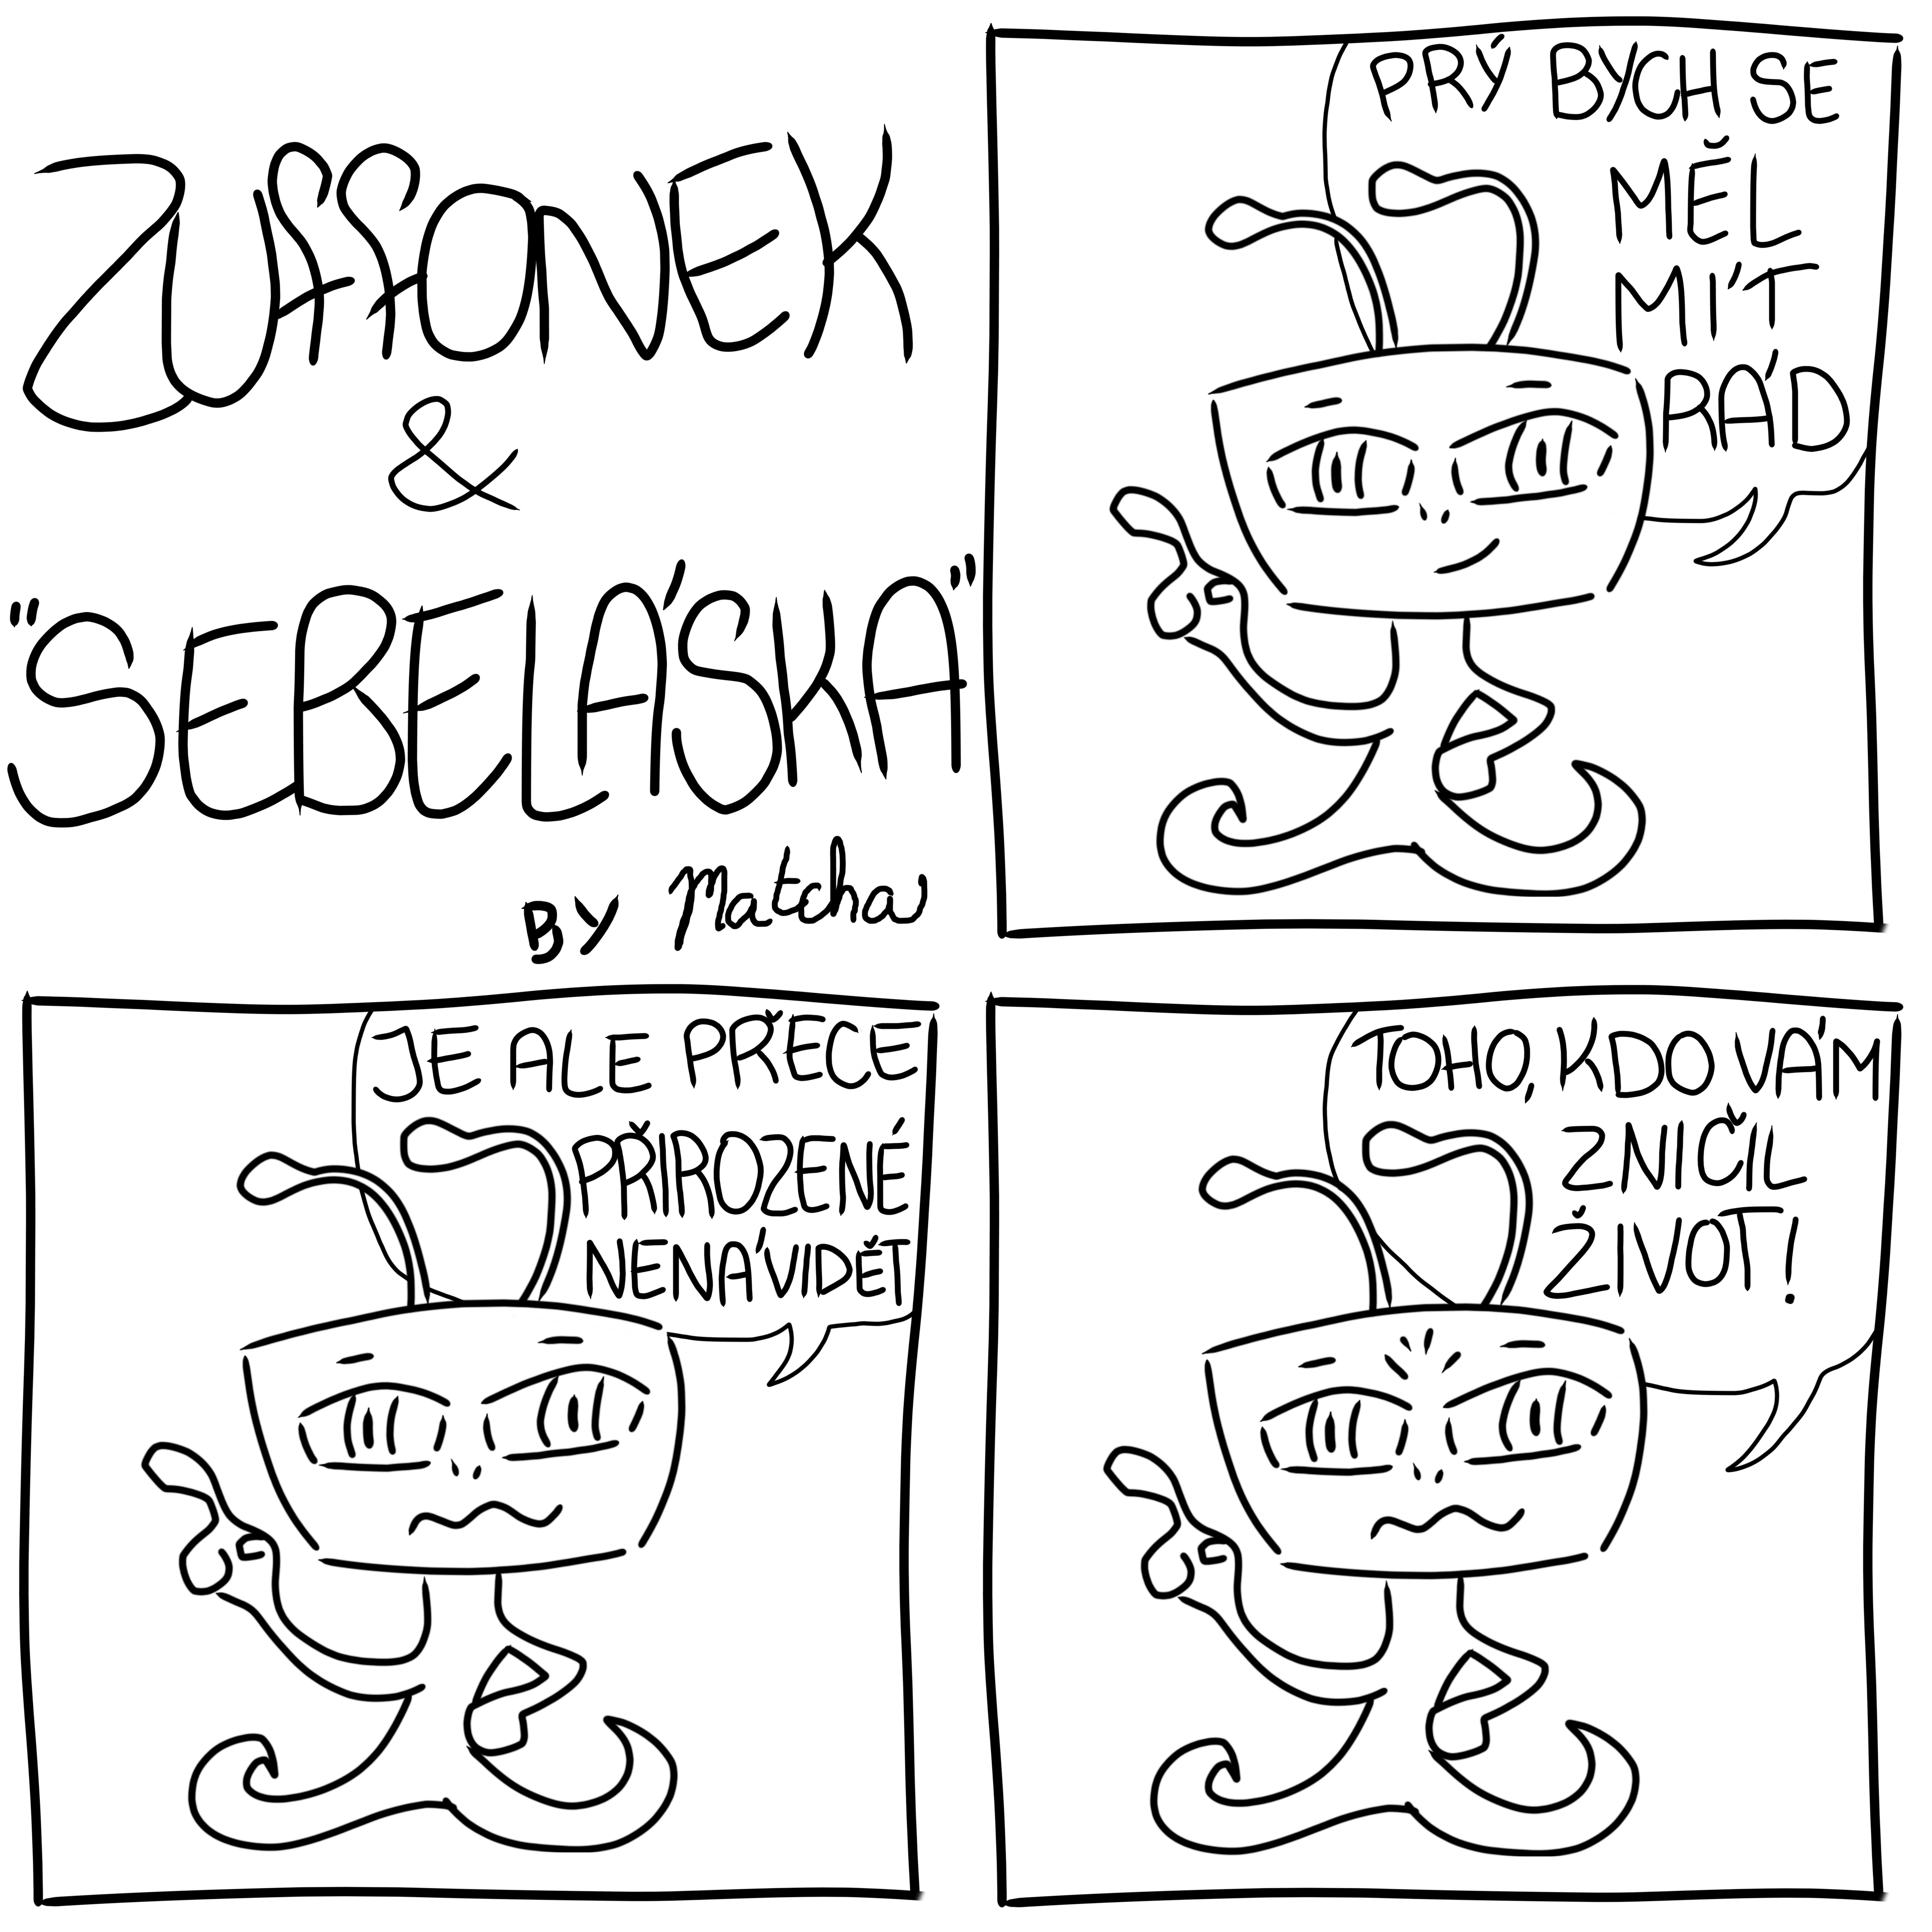 ZUFFANEK
&
"SEBELÁSKA"
BY Matcha
PRÝ BYCH SE
MĚL
MÍT
RÁD
JE ALE PŘECE
PŘIROZENÉ
NENÁVIDĚT
TOHO, KDO VÁM
ZNIČIL
ŽIVOT!